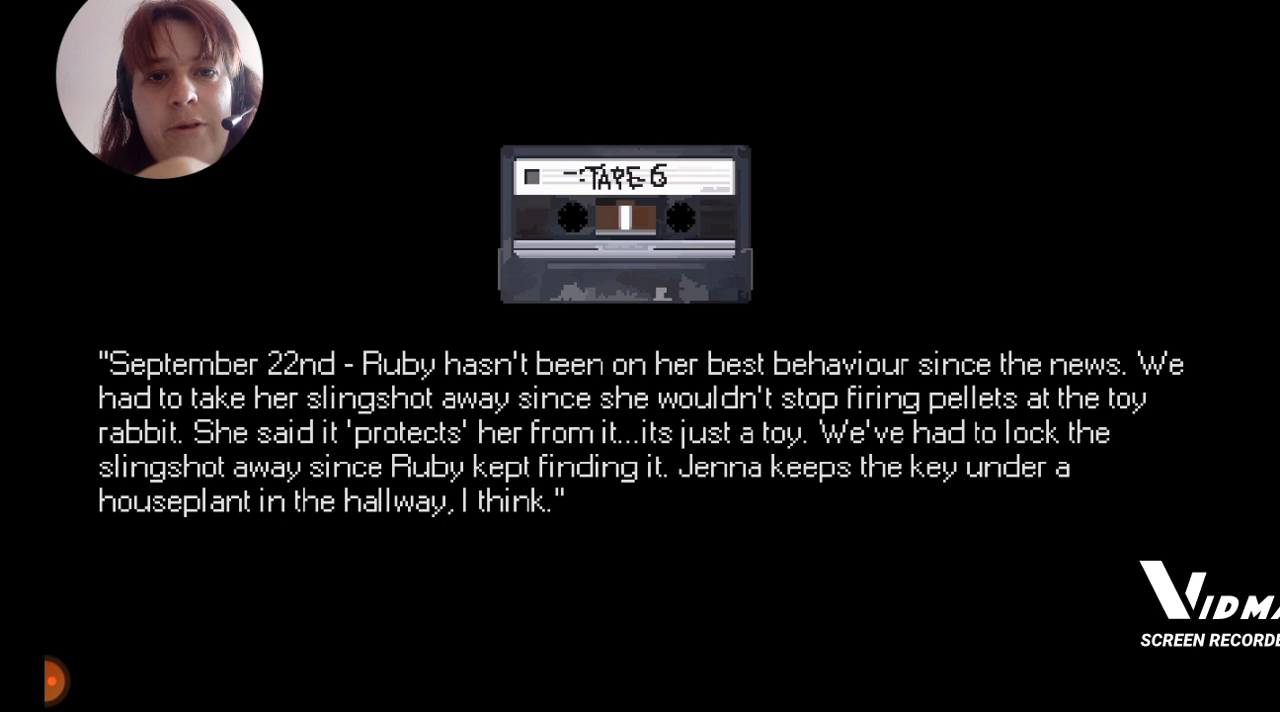 -:TAPE 6
"September 22nd - Ruby hasn't been on her best behaviour since the news. We
had to take her slingshot away since she wouldn't stop firing pellets at the toy
rabbit. She said it 'protects' her from it...its just a toy. We've had to lock the
slingshot away since Ruby kept finding it. Jenna keeps the key under a
houseplant in the hallway, I think."
SCREEN